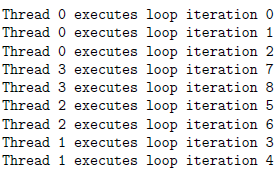 Thread 0 executes loop iteration 0
Thread 0 executes loop iteration 1
Thread 0 executes loop iteration 2
Thread 3 executes loop iteration 7
Thread 3 executes loop iteration 8
Thread 2 executes loop iteration 5
Thread 2 executes loop iteration 6
Thread 1 executes loop iteration 3
Thread 1 executes loop iteration 4